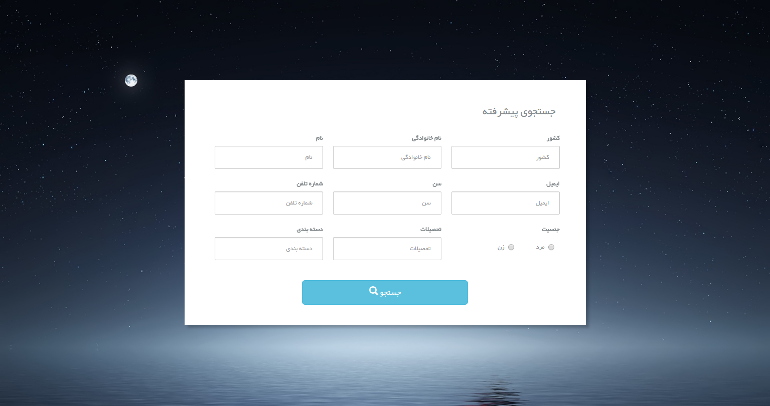 جستجوی پیشرفته
کشور نام خانوادگی نام
کشور نام خانوادگی نام
ایمیل سن شماره تلفن
ایمیل سن شماره تلفن
جنسیت تحصیلات دسته بندی
مرد زن تحصیلات دسته بندی
جستجو